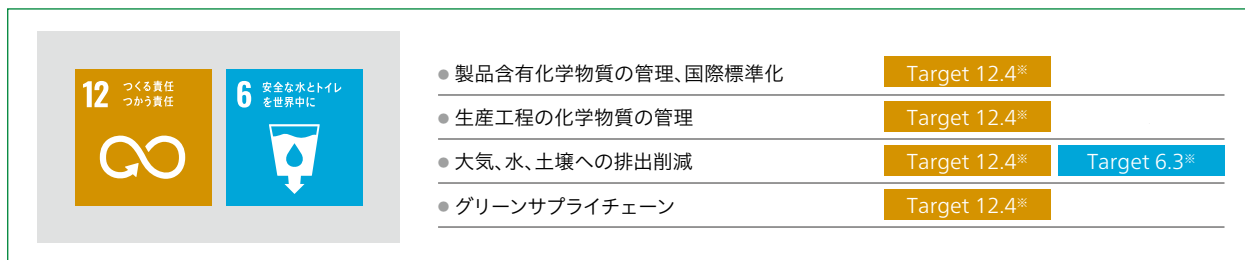 12 つくる責任
つかう責任
6 安全な水とトイレ
を世界中に
● 製品含有化学物質の管理、国際標準化 Target 12.4※
● 生産工程の化学物質の管理 Target 12.4※
● 大気、水、土壌への排出削減 Target 12.4※ Target 6.3※
● グリーンサプライチェーン Target 12.4※